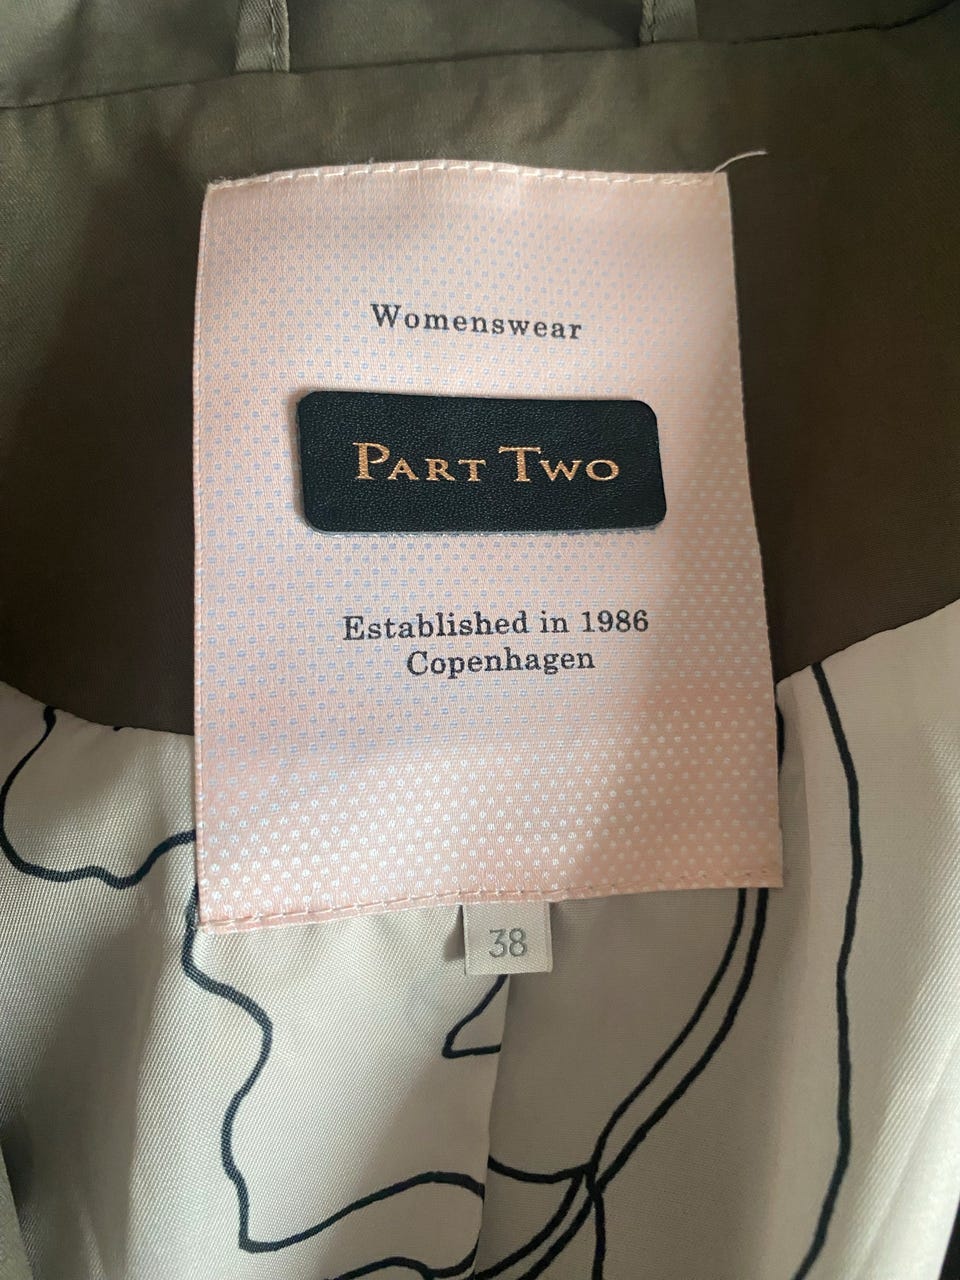 Womenswear
PART TWO
Established in 1986
Copenhagen
38